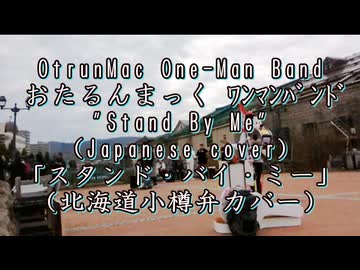 OtrunMac One-Man Band
おたるんまっく ﾜﾝﾏﾝﾊﾞﾝﾄﾞ
"Stand By Me"
(Japanese cover)
「スタンド・バイ・ミー」
(北海道小樽弁カバー)